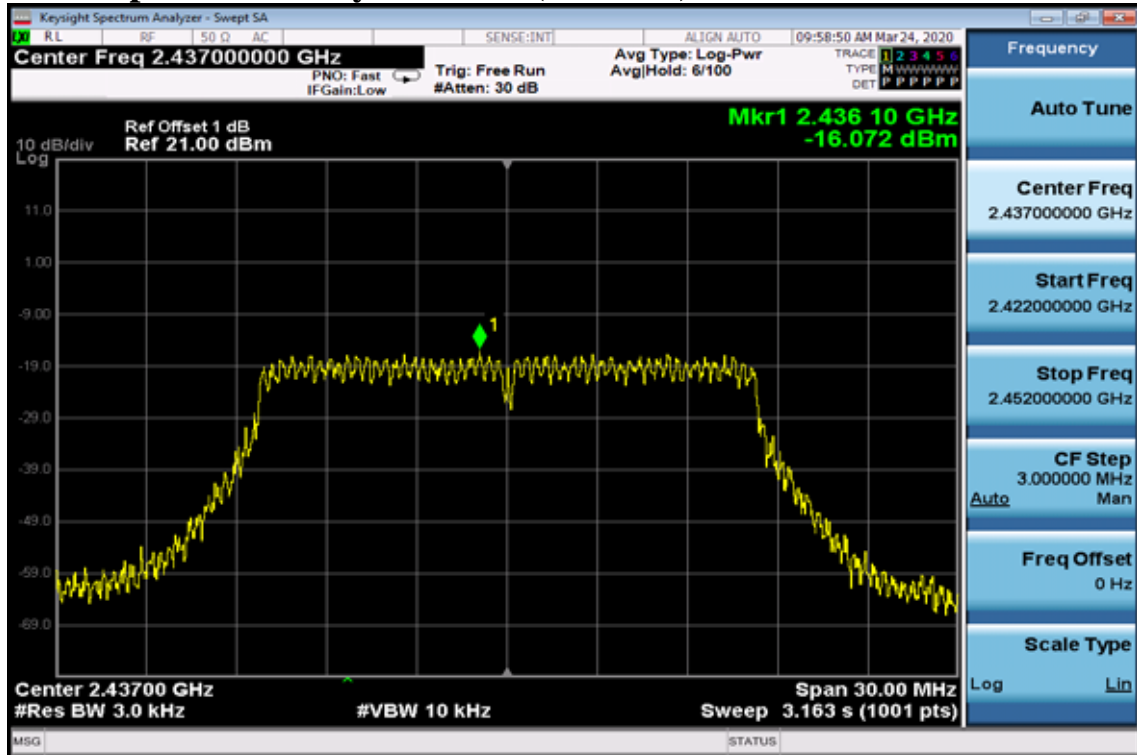 Keysight Spectrum Analyzer - Swept SA
RL RF 50 Ω AC SENSE:INT ALIGN AUTO 09:58:50 AM Mar 24, 2020
Center Freq 2.437000000 GHz
PNO: Fast
IFGain:Low
Trig: Free Run
#Atten: 30 dB
Avg Type: Log-Pwr
Avg|Hold: 6/100
TRACE 1 2 3 4 5 6
TYPE M W W W W W
DET P P P P P P
Mkr1 2.436 10 GHz
-16.072 dBm
Ref Offset 1 dB
10 dB/div Ref 21.00 dBm
Log
11.0
1.00
-9.00
1
-19.0
-29.0
-39.0
-49.0
-59.0
-69.0
Center 2.43700 GHz Span 30.00 MHz
#Res BW 3.0 kHz #VBW 10 kHz Sweep 3.163 s (1001 pts)
MSG STATUS
Frequency
Auto Tune
Center Freq
2.437000000 GHz
Start Freq
2.422000000 GHz
Stop Freq
2.452000000 GHz
CF Step
3.000000 MHz
Auto Man
Freq Offset
0 Hz
Scale Type
Log Lin